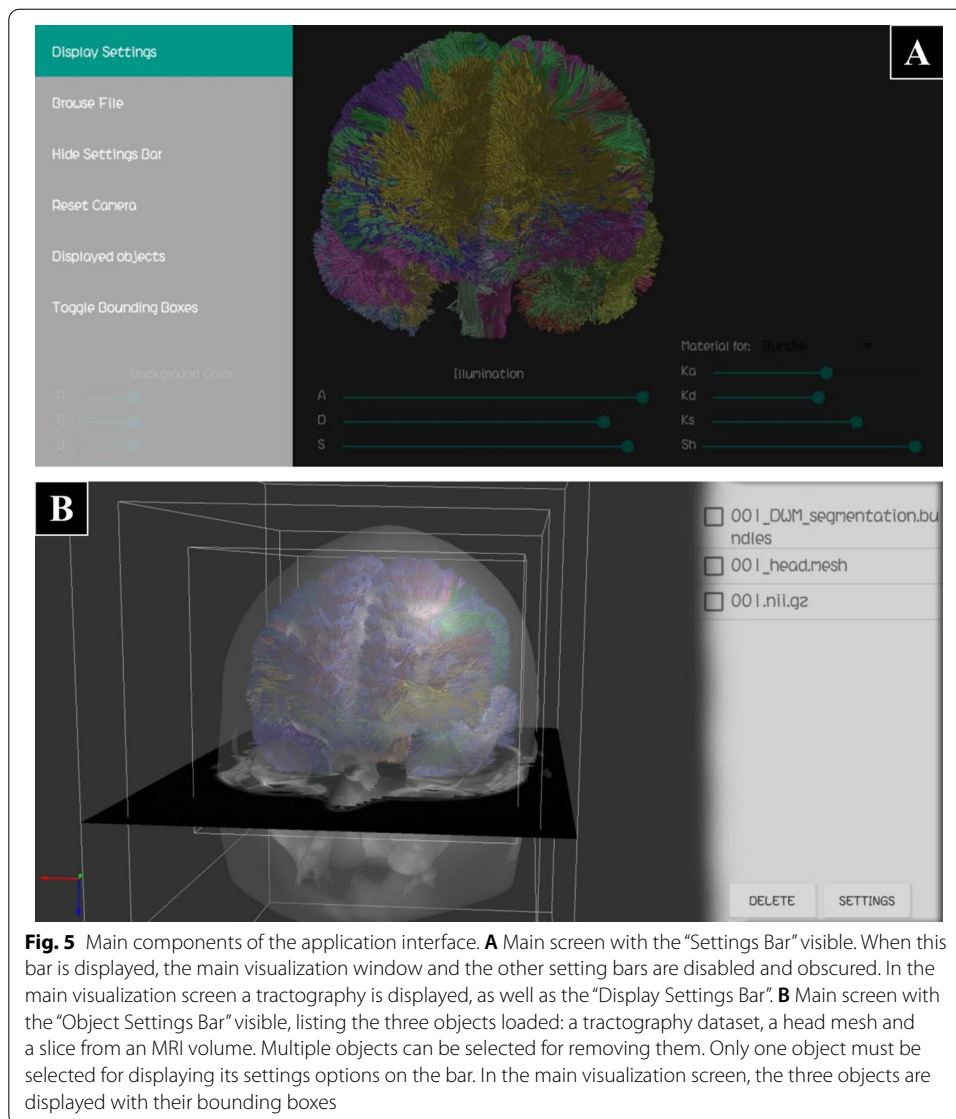 Display Settings
A
Browse File
Hide Settings Bar
Reset Camera
Displayed objects
Toggle Bounding Boxes
Material for: Bundle
Background Color
Illumination
Ka
A
Kd
G
D
Ks
D
S
Sh
B
001_DWM_segmentation.bu
ndles
001_head.mesh
001.nii.gz
DELETE SETTINGS
Fig. 5 Main components of the application interface. A Main screen with the “Settings Bar” visible. When this
bar is displayed, the main visualization window and the other setting bars are disabled and obscured. In the
main visualization screen a tractography is displayed, as well as the “Display Settings Bar”. B Main screen with
the “Object Settings Bar” visible, listing the three objects loaded: a tractography dataset, a head mesh and
a slice from an MRI volume. Multiple objects can be selected for removing them. Only one object must be
selected for displaying its settings options on the bar. In the main visualization screen, the three objects are
displayed with their bounding boxes